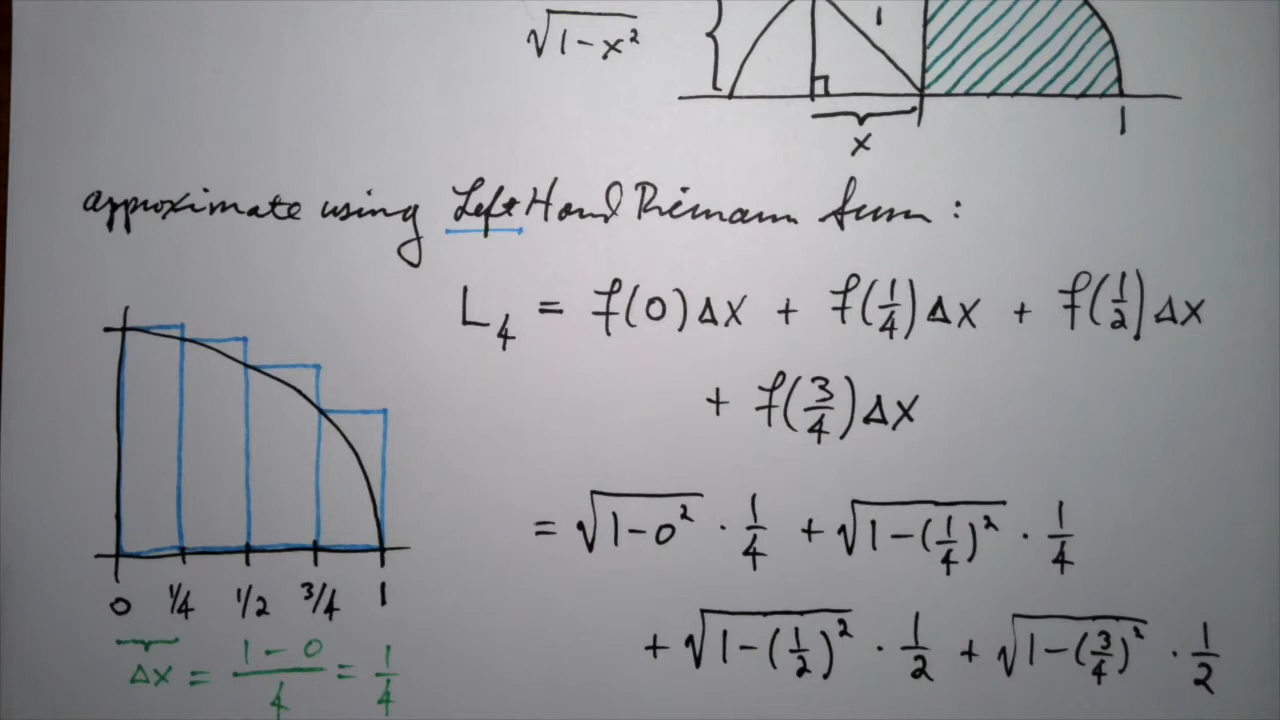 √(1-x²)
1
x
1
approximate using Left Hand Riemann Sum :
L₄ = f(0)Δx + f(1/4)Δx + f(1/2)Δx
+ f(3/4)Δx
= √(1-0²) · 1/4 + √(1-(1/4)²) · 1/4
+ √(1-(1/2)²) · 1/2 + √(1-(3/4)²) · 1/2
0 1/4 1/2 3/4 1
Δx = (1-0)/4 = 1/4